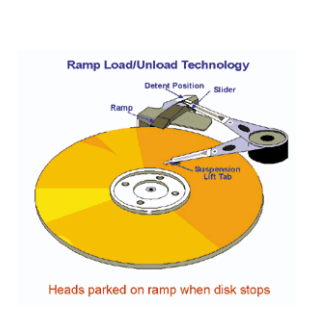 Ramp Load/Unload Technology
Detent Position
Slider
Ramp
Suspension
Lift Tab
Heads parked on ramp when disk stops